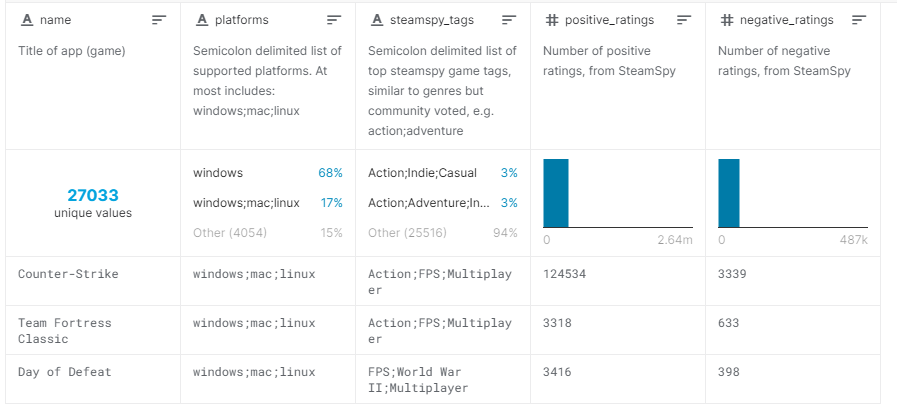 A name
A platforms
A steamspy_tags
# positive_ratings
# negative_ratings
Title of app (game)
Semicolon delimited list of
supported platforms. At
most includes:
windows;mac;linux
Semicolon delimited list of
top steamspy game tags,
similar to genres but
community voted, e.g.
action;adventure
Number of positive
ratings, from SteamSpy
Number of negative
ratings, from SteamSpy
27033
unique values
windows 68%
windows;mac;linux 17%
Other (4054) 15%
Action;Indie;Casual 3%
Action;Adventure;In... 3%
Other (25516) 94%
0 2.64m
0 487k
Counter-Strike
windows;mac;linux
Action;FPS;Multiplay
er
124534
3339
Team Fortress
Classic
windows;mac;linux
Action;FPS;Multiplay
er
3318
633
Day of Defeat
windows;mac;linux
FPS;World War
II;Multiplayer
3416
398